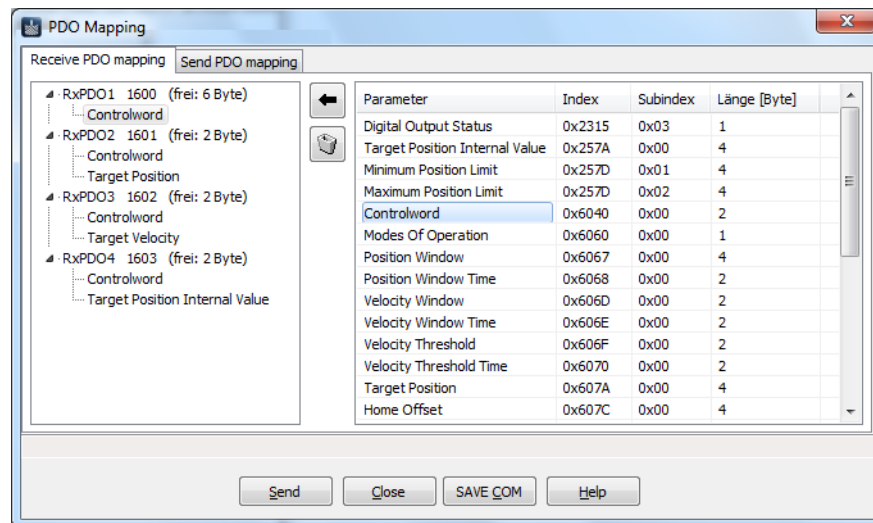 PDO Mapping
Receive PDO mapping
Send PDO mapping
RxPDO1 1600 (frei: 6 Byte)
Controlword
RxPDO2 1601 (frei: 2 Byte)
Controlword
Target Position
RxPDO3 1602 (frei: 2 Byte)
Controlword
Target Velocity
RxPDO4 1603 (frei: 2 Byte)
Controlword
Target Position Internal Value
Parameter Index Subindex Länge [Byte]
Digital Output Status 0x2315 0x03 1
Target Position Internal Value 0x257A 0x00 4
Minimum Position Limit 0x257D 0x01 4
Maximum Position Limit 0x257D 0x02 4
Controlword 0x6040 0x00 2
Modes Of Operation 0x6060 0x00 1
Position Window 0x6067 0x00 4
Position Window Time 0x6068 0x00 2
Velocity Window 0x606D 0x00 2
Velocity Window Time 0x606E 0x00 2
Velocity Threshold 0x606F 0x00 2
Velocity Threshold Time 0x6070 0x00 2
Target Position 0x607A 0x00 4
Home Offset 0x607C 0x00 4
Send
Close
SAVE COM
Help